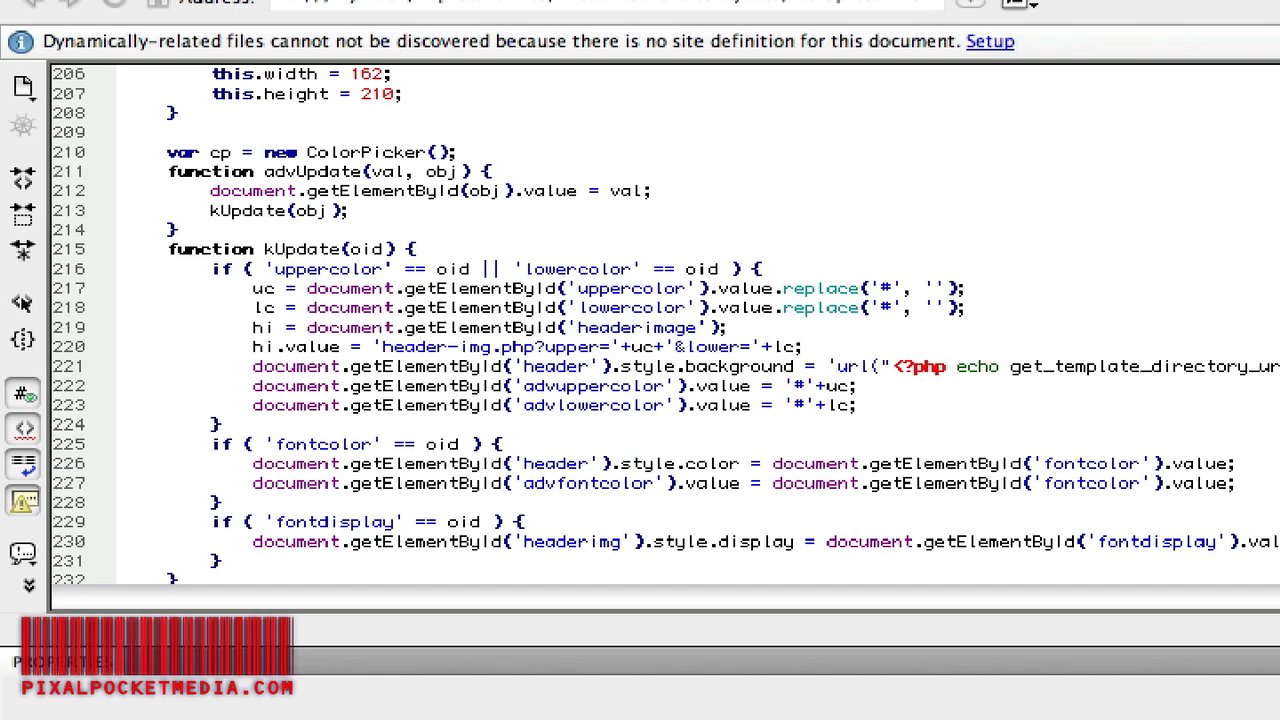 Dynamically-related files cannot not be discovered because there is no site definition for this document. Setup
206 this.width = 162;
207 this.height = 210;
208 }
209
210 var cp = new ColorPicker();
211 function advUpdate(val, obj) {
212 document.getElementById(obj).value = val;
213 kUpdate(obj);
214 }
215 function kUpdate(oid) {
216 if ( 'uppercolor' == oid || 'lowercolor' == oid ) {
217 uc = document.getElementById('uppercolor').value.replace('#', '');
218 lc = document.getElementById('lowercolor').value.replace('#', '');
219 hi = document.getElementById('headerimage');
220 hi.value = 'header-img.php?upper='+uc+'&lower='+lc;
221 document.getElementById('header').style.background = 'url("<?php echo get_template_directory_ur
222 document.getElementById('advuppercolor').value = '#'+uc;
223 document.getElementById('advlowercolor').value = '#'+lc;
224 }
225 if ( 'fontcolor' == oid ) {
226 document.getElementById('header').style.color = document.getElementById('fontcolor').value;
227 document.getElementById('advfontcolor').value = document.getElementById('fontcolor').value;
228 }
229 if ( 'fontdisplay' == oid ) {
230 document.getElementById('headerimg').style.display = document.getElementById('fontdisplay').val
231 }
232 }
PROPERTIES
PIXALPOCKETMEDIA.COM